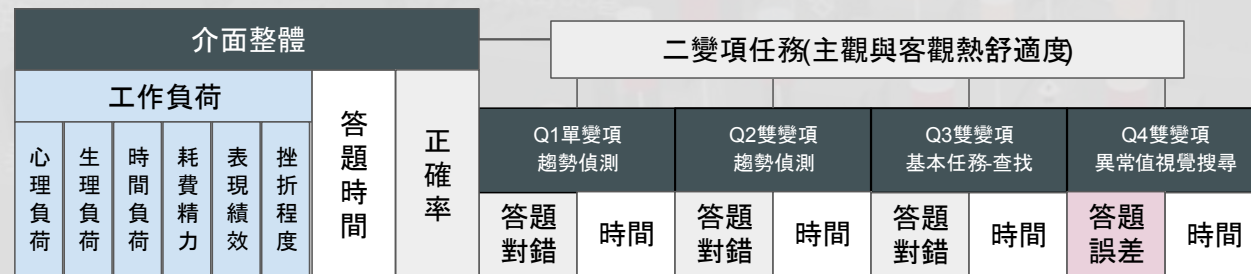 介面整體
二變項任務(主觀與客觀熱舒適度)
工作負荷
答題時間
正確率
心理負荷
生理負荷
時間負荷
耗費精力
表現績效
挫折程度
Q1單變項
趨勢偵測
Q2雙變項
趨勢偵測
Q3雙變項
基本任務-查找
Q4雙變項
異常值視覺搜尋
答題
對錯
時間
答題
對錯
時間
答題
對錯
時間
答題
誤差
時間